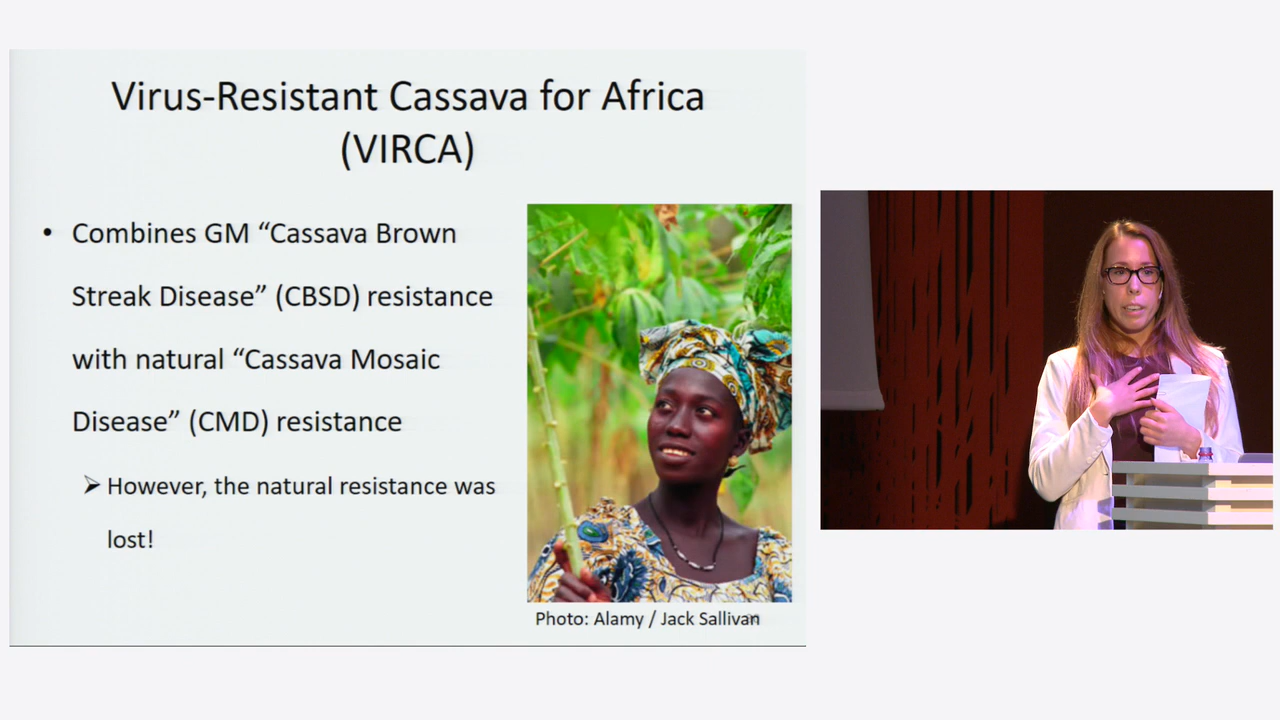 Virus-Resistant Cassava for Africa
(VIRCA)
• Combines GM “Cassava Brown
Streak Disease” (CBSD) resistance
with natural “Cassava Mosaic
Disease” (CMD) resistance
➢ However, the natural resistance was
lost!
Photo: Alamy / Jack Sallivan